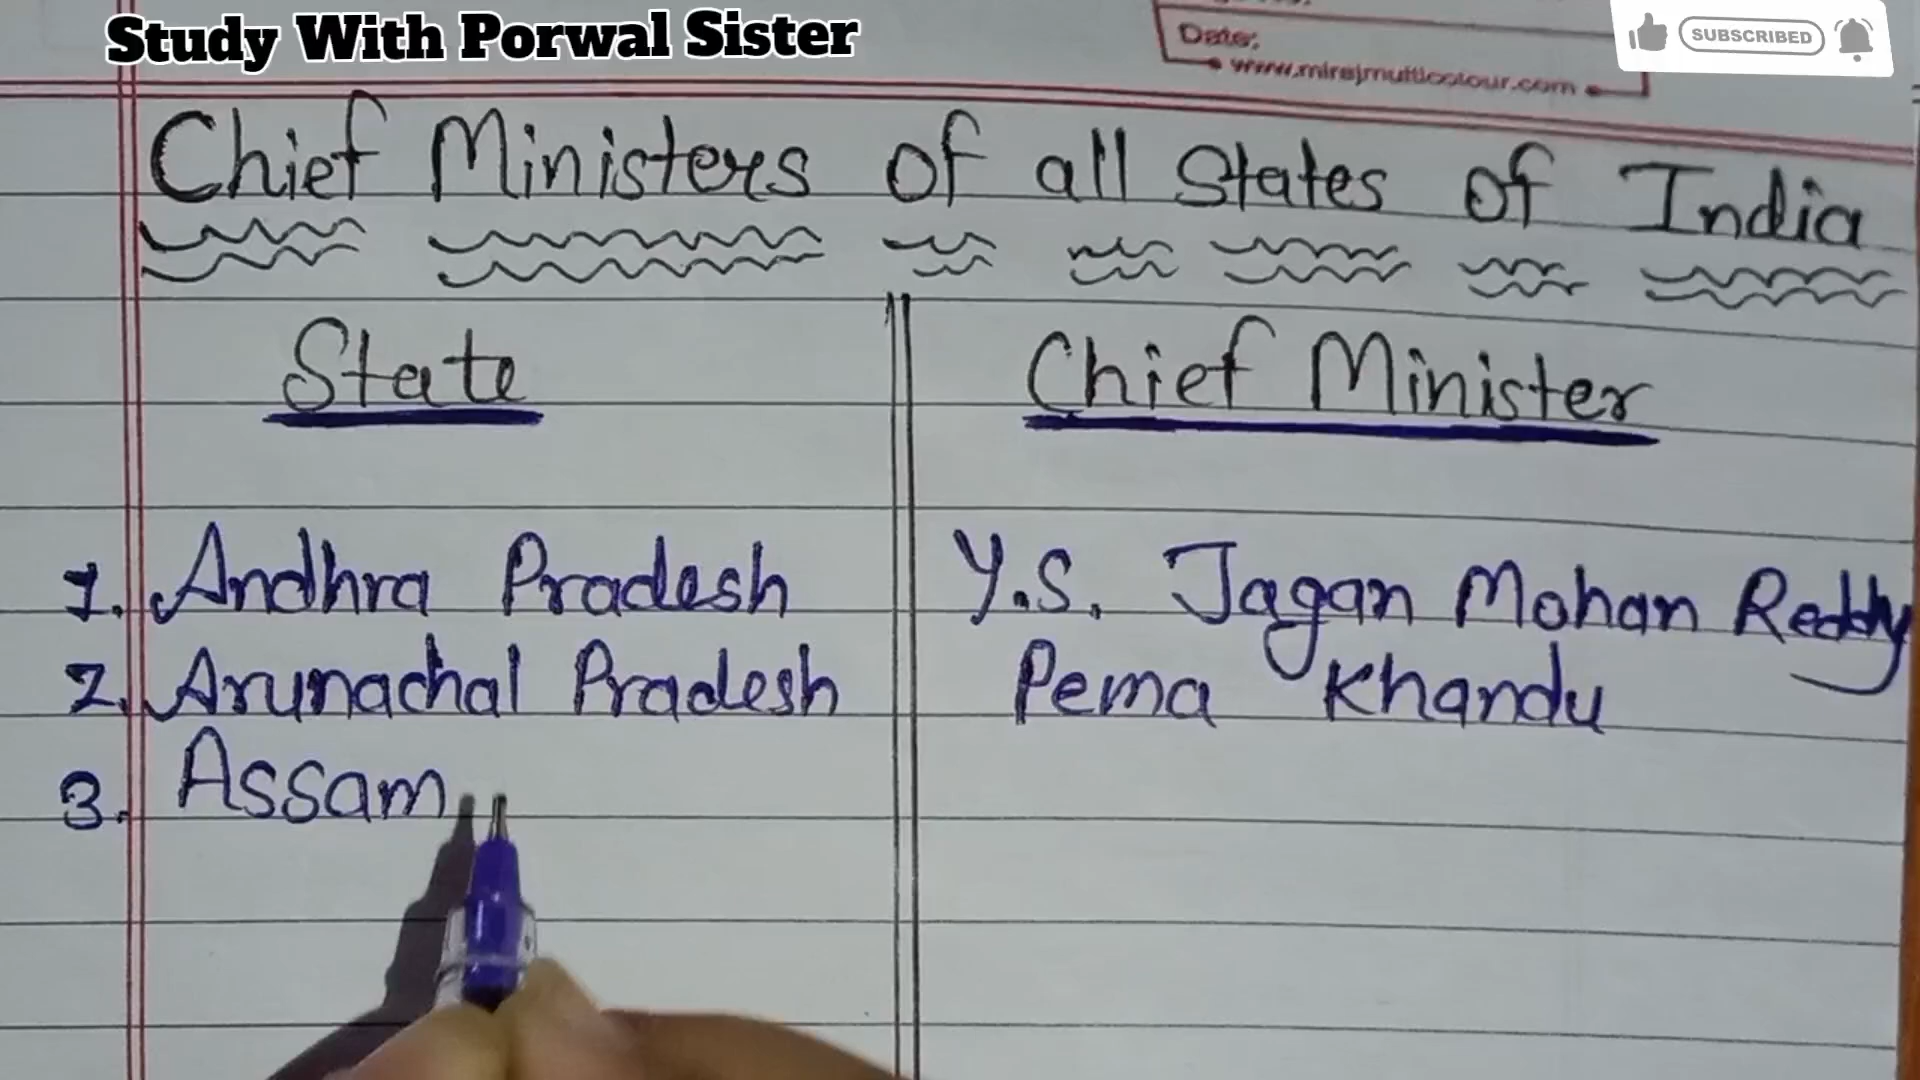 Study With Porwal Sister
Date:
www.mirajmulticolour.com
SUBSCRIBED
Chief Ministers of all States of India
State
Chief Minister
1. Andhra Pradesh
Y.S. Jagan Mohan Reddy
2. Arunachal Pradesh
Pema Khandu
3. Assam